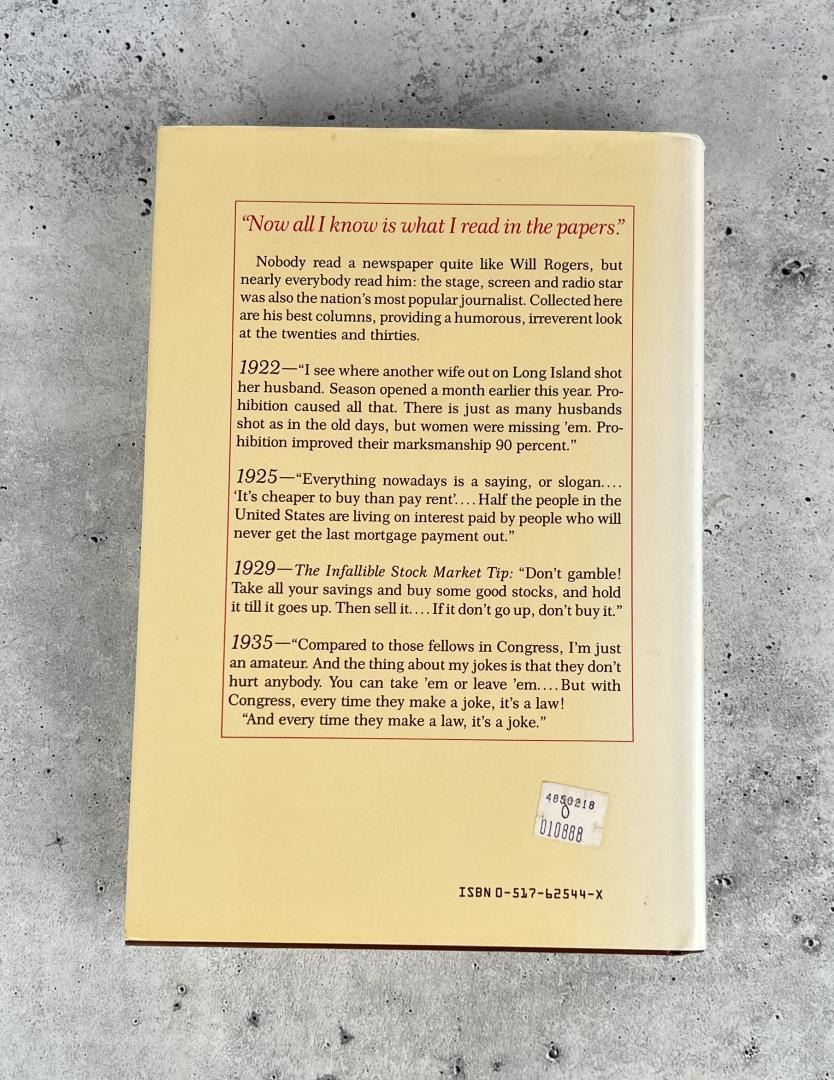 “Now all I know is what I read in the papers.”
Nobody read a newspaper quite like Will Rogers, but
nearly everybody read him: the stage, screen and radio star
was also the nation’s most popular journalist. Collected here
are his best columns, providing a humorous, irreverent look
at the twenties and thirties.
1922—“I see where another wife out on Long Island shot
her husband. Season opened a month earlier this year. Pro-
hibition caused all that. There is just as many husbands
shot as in the old days, but women were missing ’em. Pro-
hibition improved their marksmanship 90 percent.”
1925—“Everything nowadays is a saying, or slogan....
‘It’s cheaper to buy than pay rent’.... Half the people in the
United States are living on interest paid by people who will
never get the last mortgage payment out.”
1929—The Infallible Stock Market Tip: “Don’t gamble!
Take all your savings and buy some good stocks, and hold
it till it goes up. Then sell it.... If it don’t go up, don’t buy it.”
1935—“Compared to those fellows in Congress, I’m just
an amateur. And the thing about my jokes is that they don’t
hurt anybody. You can take ’em or leave ’em.... But with
Congress, every time they make a joke, it’s a law!
“And every time they make a law, it’s a joke.”
4850218
0
010888
ISBN 0-517-62544-X